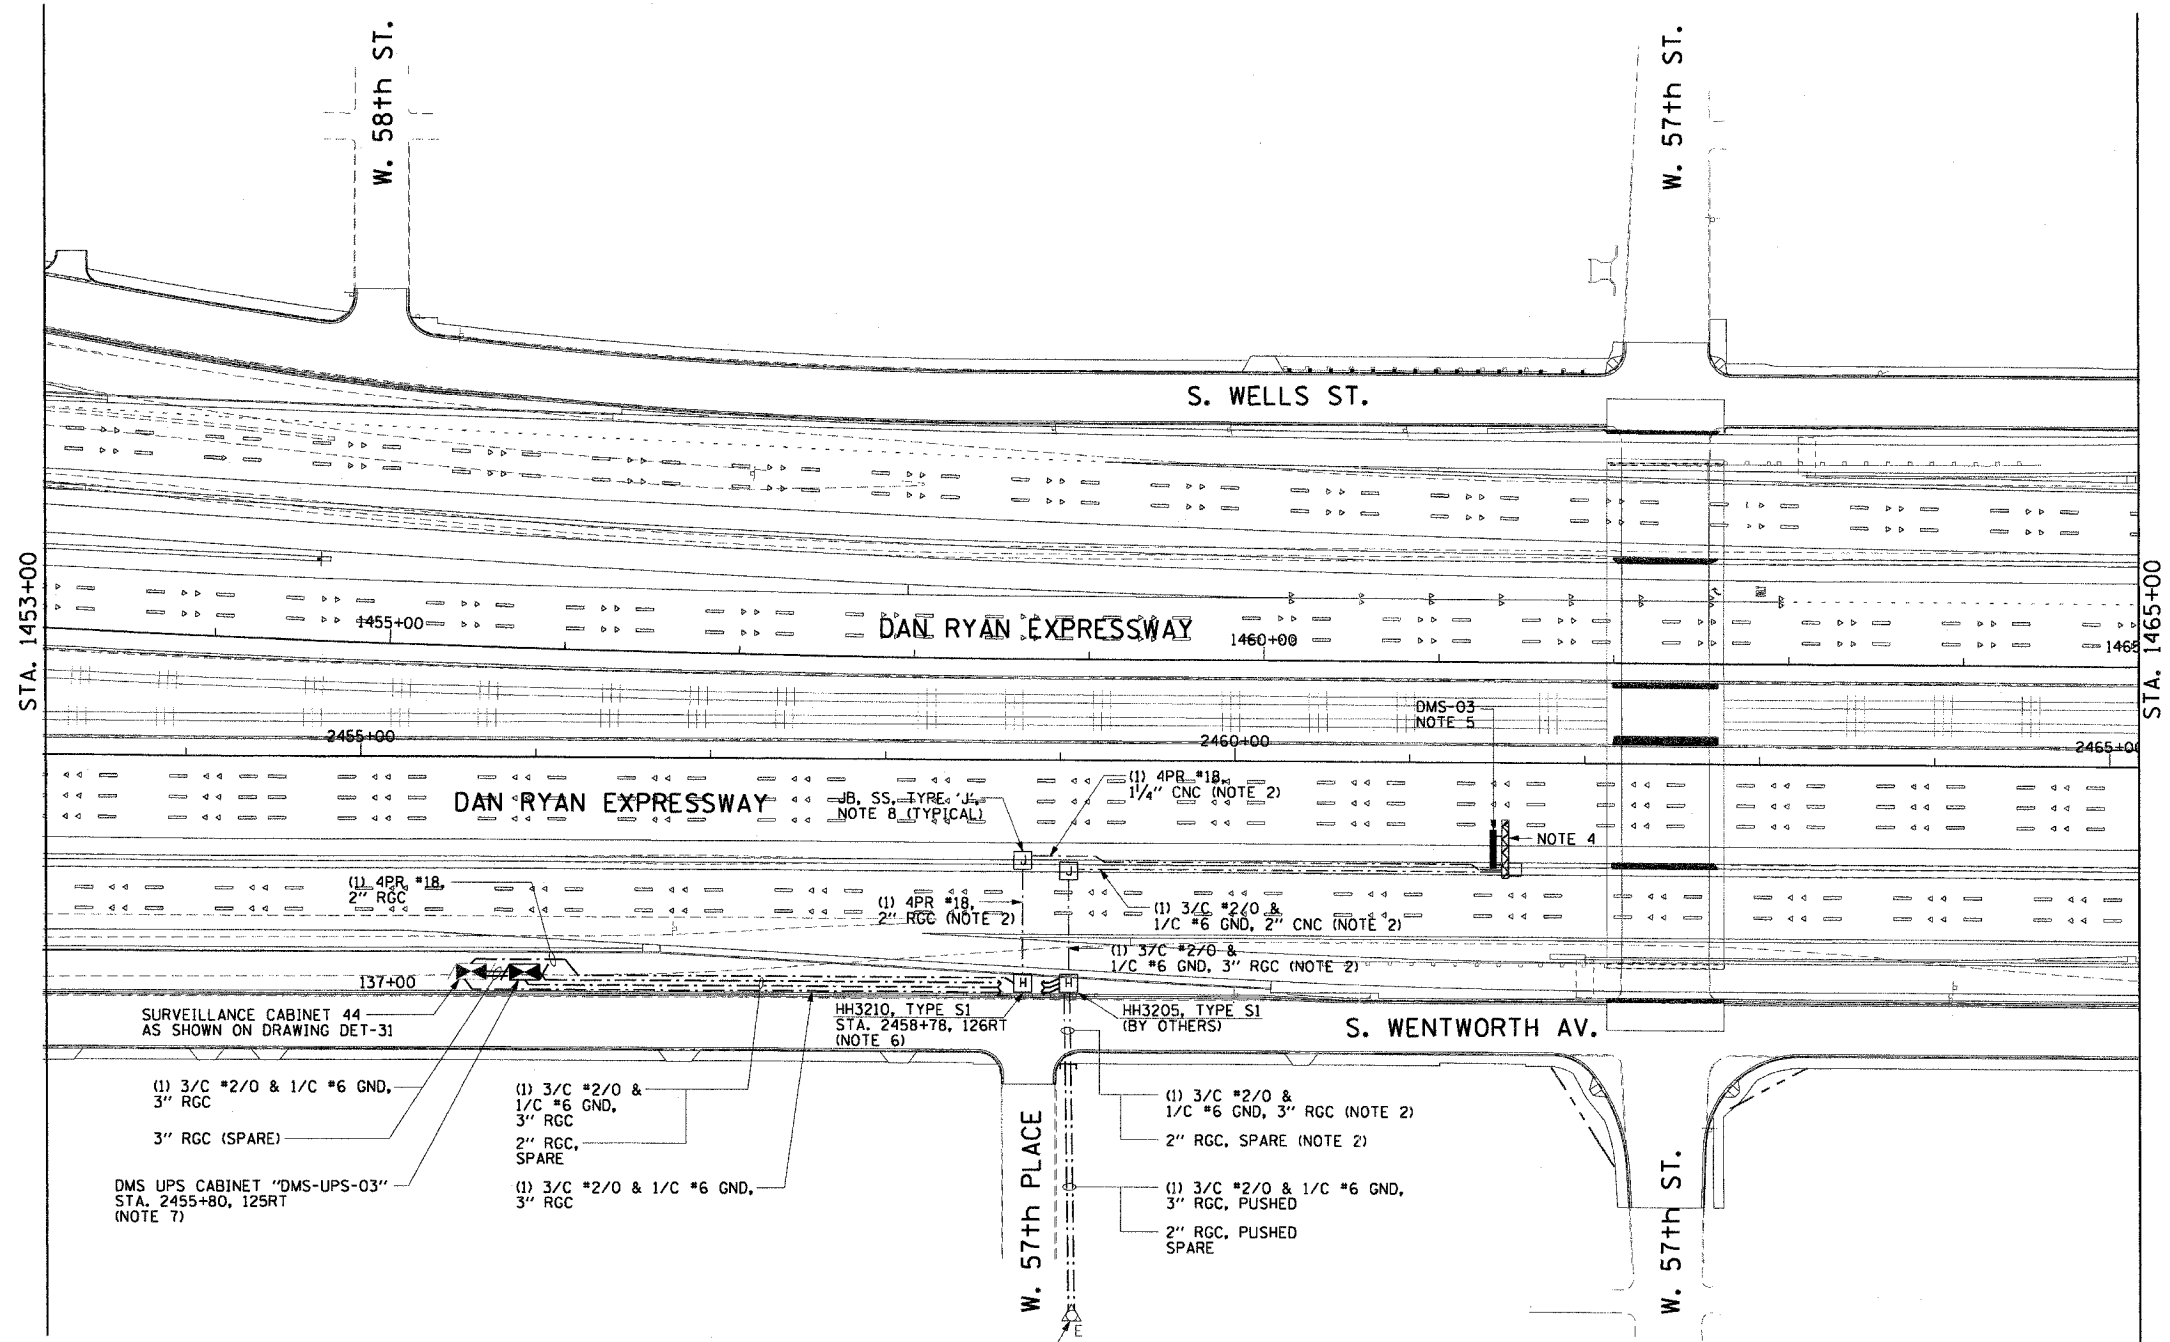 W. 58th ST.
W. 57th ST.
S. WELLS ST.
STA. 1453+00
STA. 1465+00
1455+00
DAN RYAN EXPRESSWAY
1460+00
1465
DMS-03
NOTE 5
2455+00
2460+00
2465+00
DAN RYAN EXPRESSWAY
JB, SS, TYPE 'J',
NOTE 8 (TYPICAL)
(1) 4PR #18,
1 1/4" CNC (NOTE 2)
NOTE 4
J
J
(1) 4PR #18,
2" RGC
(1) 4PR #18,
2" RGC (NOTE 2)
(1) 3/C #2/0 &
1/C #6 GND, 2" CNC (NOTE 2)
(1) 3/C #2/0 &
1/C #6 GND, 3" RGC (NOTE 2)
137+00
H
H
SURVEILLANCE CABINET 44
AS SHOWN ON DRAWING DET-31
HH3210, TYPE S1
STA. 2458+78, 126RT
(NOTE 6)
HH3205, TYPE S1
(BY OTHERS)
S. WENTWORTH AV.
(1) 3/C #2/0 & 1/C #6 GND,
3" RGC
3" RGC (SPARE)
DMS UPS CABINET "DMS-UPS-03"
STA. 2455+80, 125RT
(NOTE 7)
(1) 3/C #2/0 &
1/C #6 GND,
3" RGC
2" RGC,
SPARE
(1) 3/C #2/0 & 1/C #6 GND,
3" RGC
W. 57th PLACE
(1) 3/C #2/0 &
1/C #6 GND, 3" RGC (NOTE 2)
2" RGC, SPARE (NOTE 2)
(1) 3/C #2/0 & 1/C #6 GND,
3" RGC, PUSHED
2" RGC, PUSHED
SPARE
W. 57th ST.
E